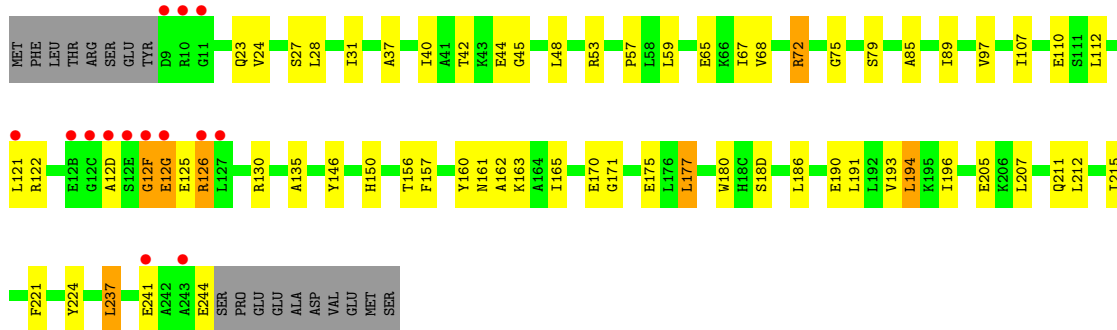 MET PHE LEU THR ARG SER GLU TYR D9 R10 G11 Q23 V24 S27 L28 I31 A37 I40 A41 T42 K43 E44 G45 L48 R53 P57 L58 L59 E65 K66 I67 V68 R72 G75 S79 A85 I89 V97 I107 E110 S111 L112
L121 R122 E12B G12C A12D S12E G12F E12G E125 R126 L127 R130 A135 Y146 H150 T156 F157 Y160 N161 A162 K163 A164 I165 E170 G171 E175 L176 L177 W180 H18C S18D L186 E190 L191 L192 V193 L194 K195 I196 E205 K206 L207 Q211 L212 I215
F221 Y224 L237 E241 A242 A243 E244 SER PRO GLU GLU ALA ASP VAL GLU MET SER